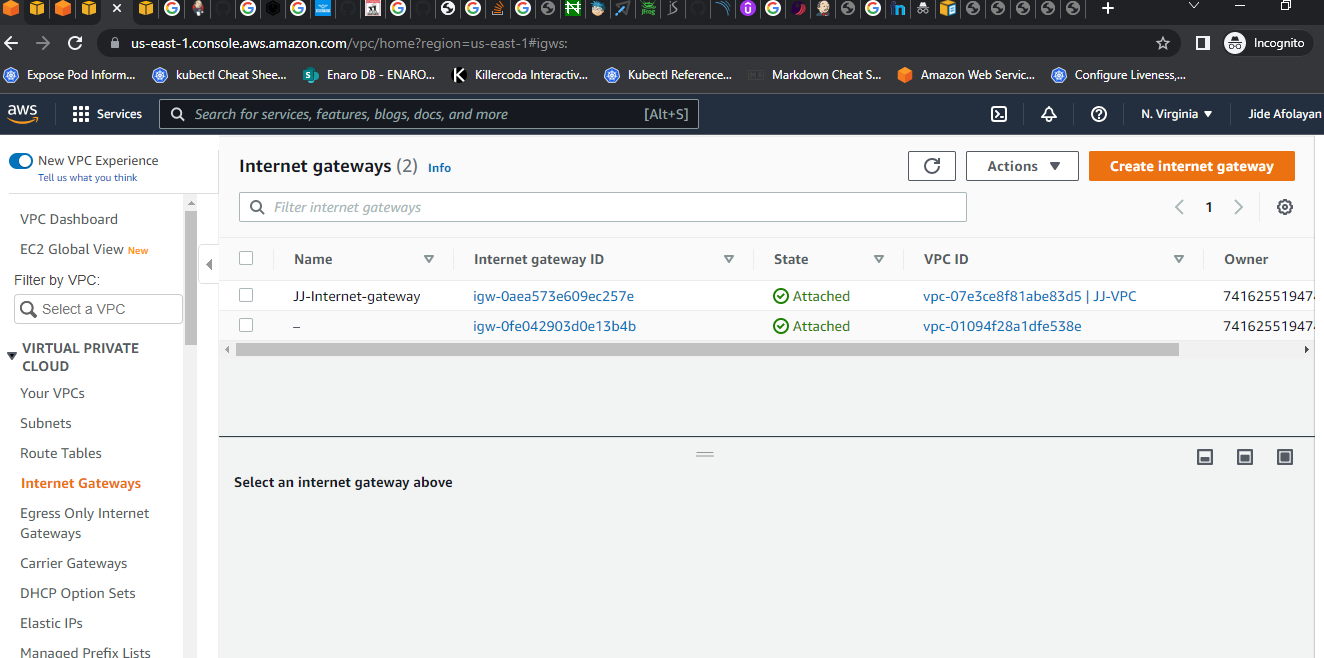 us-east-1.console.aws.amazon.com/vpc/home?region=us-east-1#igws:
Incognito
Expose Pod Inform...
kubectl Cheat Shee...
Enaro DB - ENARO...
Killercoda Interactiv...
Kubectl Reference...
Markdown Cheat S...
Amazon Web Servic...
Configure Liveness,...
aws
Services
Search for services, features, blogs, docs, and more
[Alt+S]
N. Virginia
Jide Afolayan
New VPC Experience
Tell us what you think
VPC Dashboard
EC2 Global View New
Filter by VPC:
Select a VPC
VIRTUAL PRIVATE
CLOUD
Your VPCs
Subnets
Route Tables
Internet Gateways
Egress Only Internet
Gateways
Carrier Gateways
DHCP Option Sets
Elastic IPs
Managed Prefix Lists
Internet gateways (2) Info
Actions
Create internet gateway
Filter internet gateways
1
Name Internet gateway ID State VPC ID Owner
JJ-Internet-gateway igw-0aea573e609ec257e Attached vpc-07e3ce8f81abe83d5 | JJ-VPC 74162551947
– igw-0fe042903d0e13b4b Attached vpc-01094f28a1dfe538e 74162551947
Select an internet gateway above